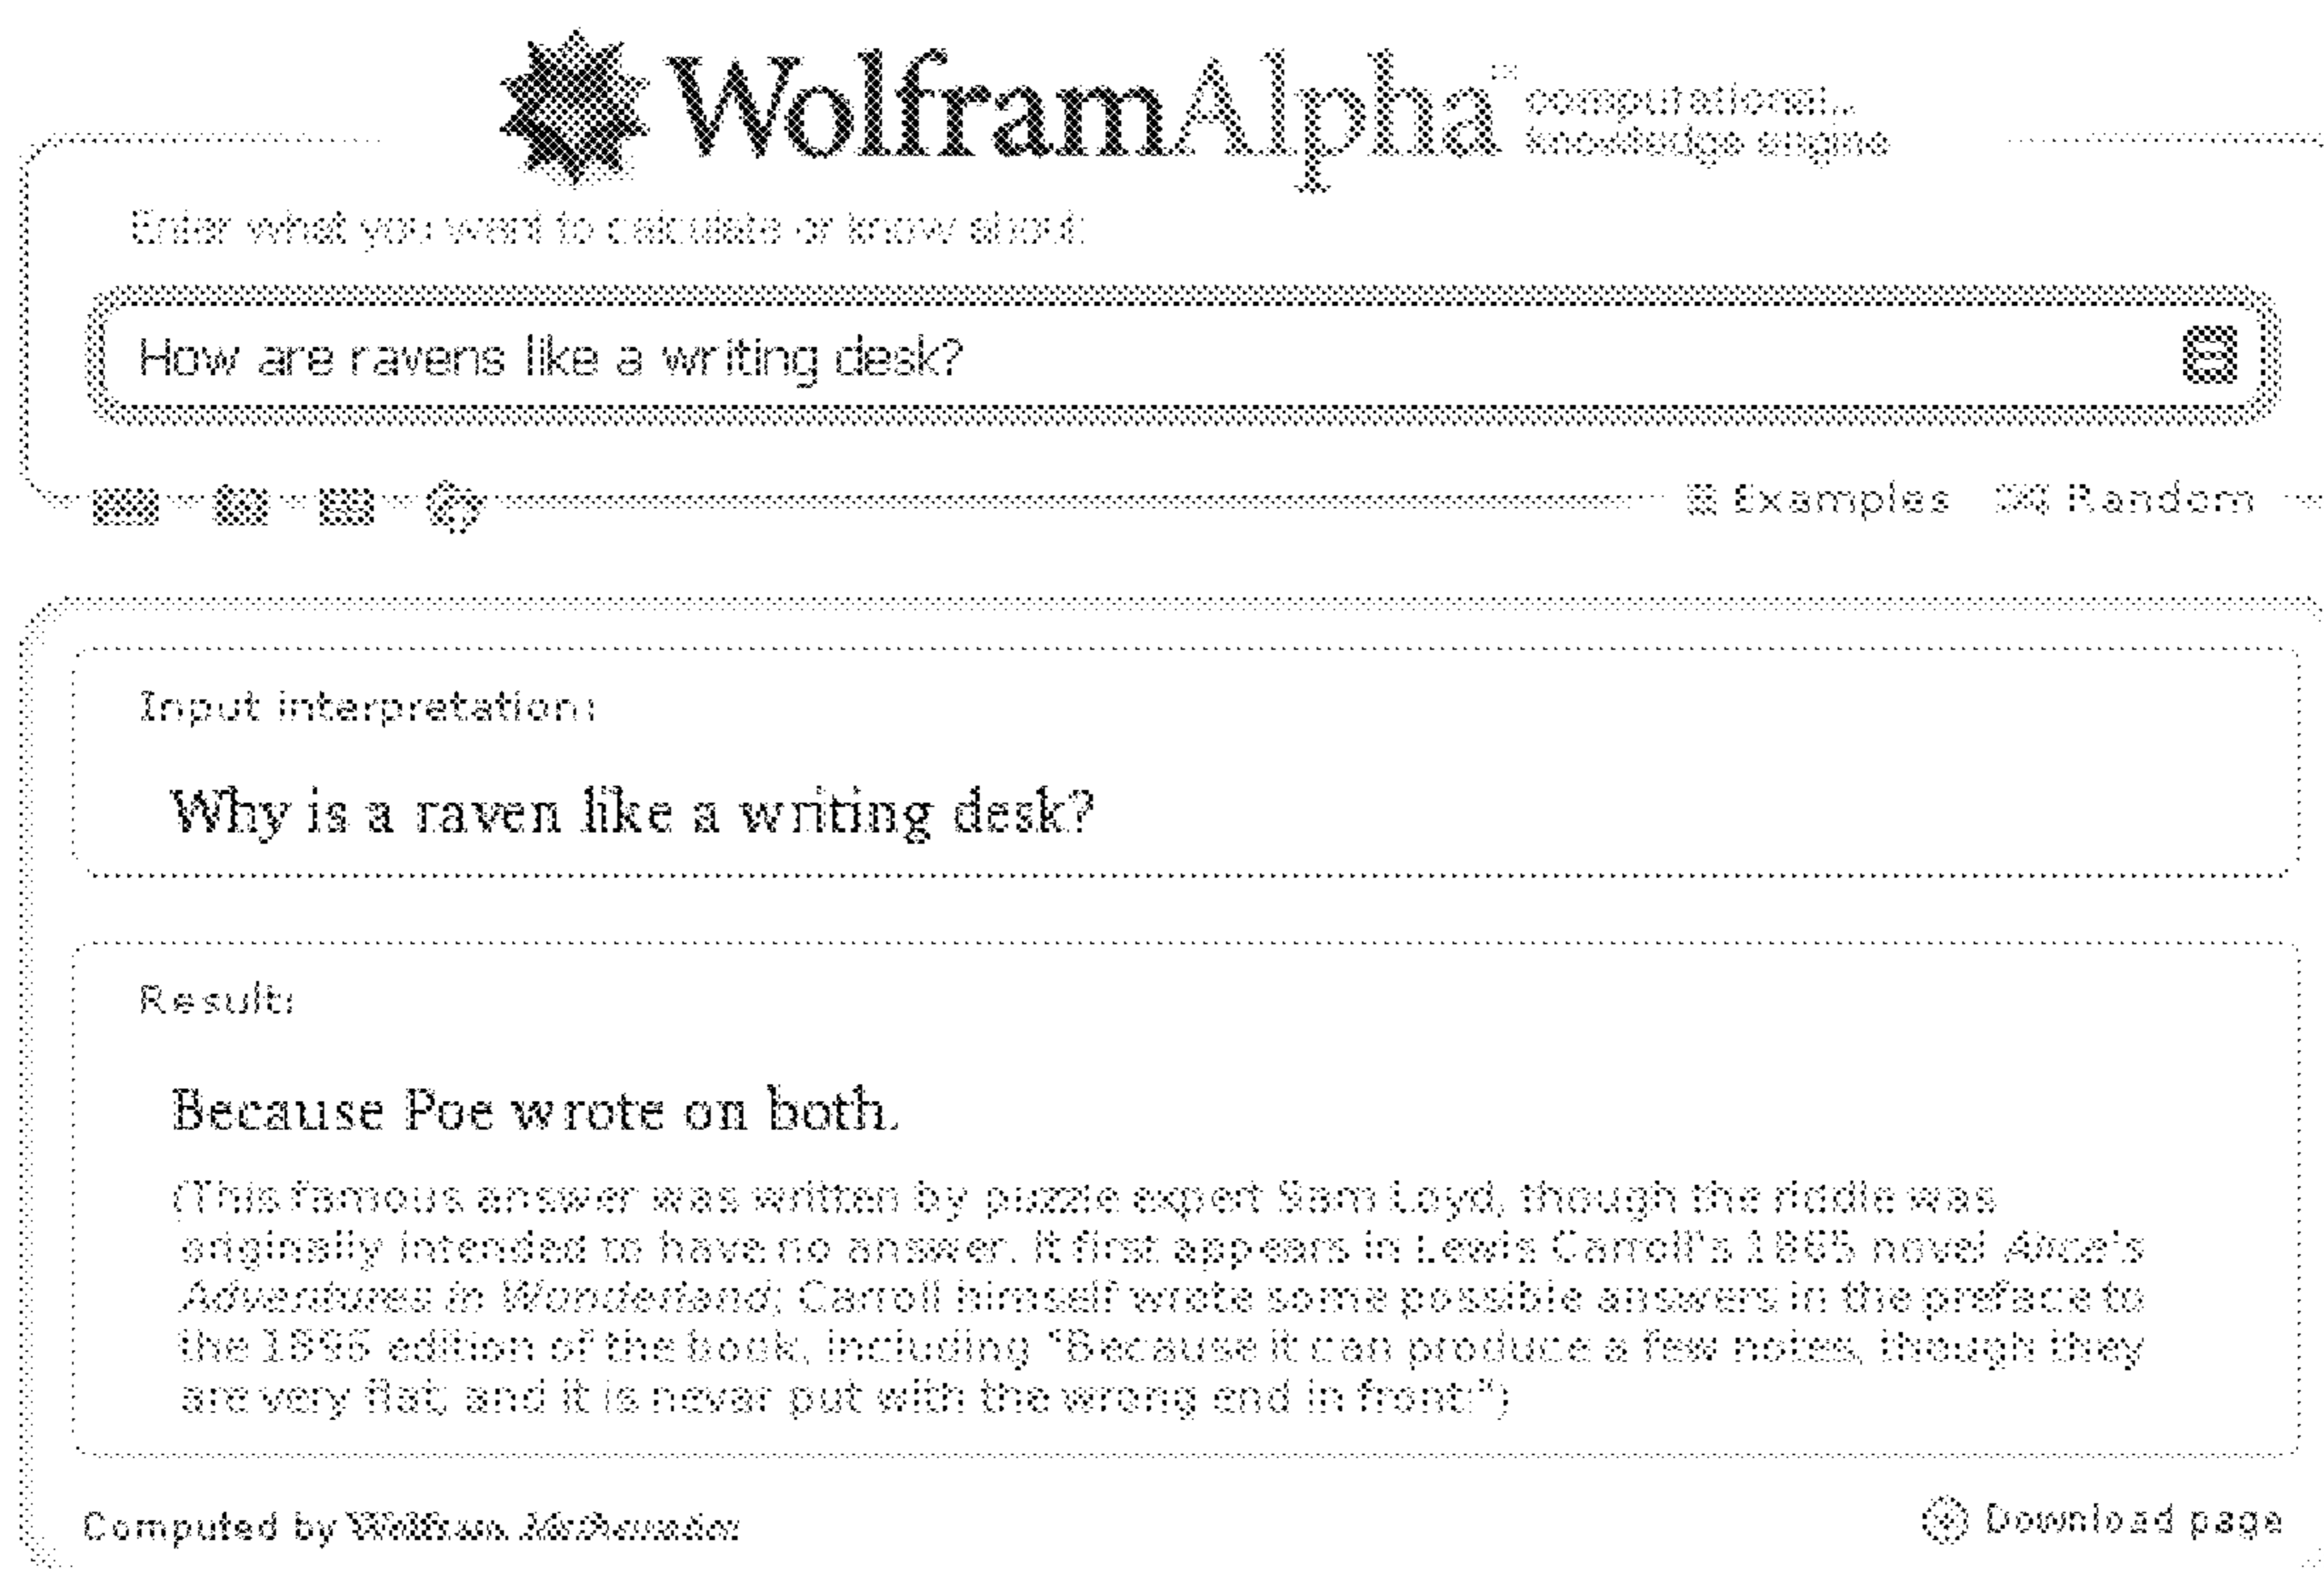 WolframAlpha™ computational..
knowledge engine
Enter what you want to calculate or know about:
How are ravens like a writing desk?
Examples Random
Input interpretation:
Why is a raven like a writing desk?
Result:
Because Poe wrote on both.
(This famous answer was written by puzzle expert Sam Loyd, though the riddle was
originally intended to have no answer. It first appears in Lewis Carroll's 1865 novel Alice's
Adventures in Wonderland; Carroll himself wrote some possible answers in the preface to
the 1896 edition of the book, including "Because it can produce a few notes, though they
are very flat; and it is nevar put with the wrong end in front!")
Computed by Wolfram Mathematica
Download page